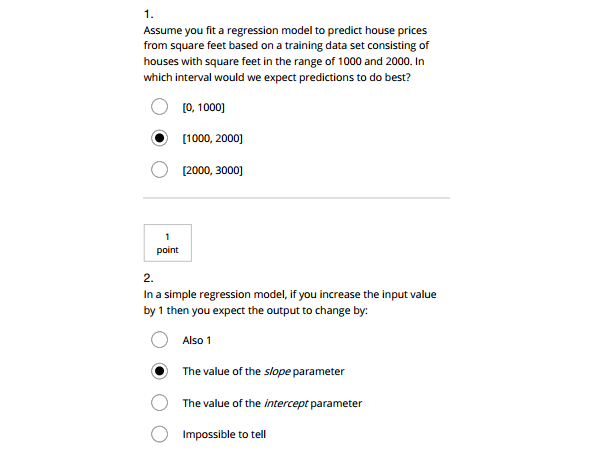 1.
Assume you fit a regression model to predict house prices
from square feet based on a training data set consisting of
houses with square feet in the range of 1000 and 2000. In
which interval would we expect predictions to do best?
[0, 1000]
[1000, 2000]
[2000, 3000]
1
point
2.
In a simple regression model, if you increase the input value
by 1 then you expect the output to change by:
Also 1
The value of the slope parameter
The value of the intercept parameter
Impossible to tell